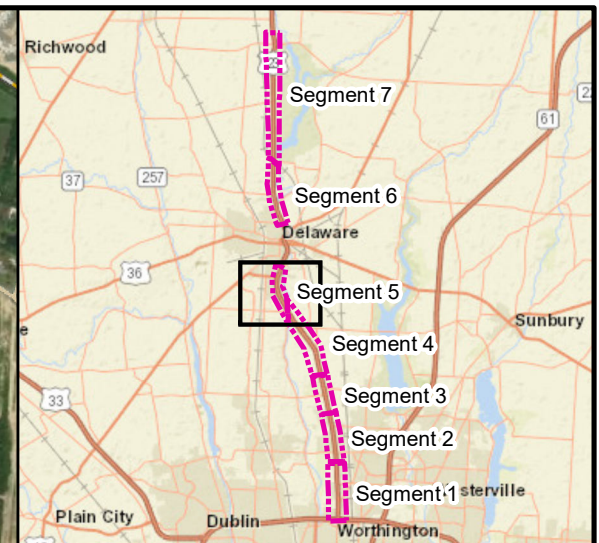 Richwood
23
Segment 7
61
37
257
Segment 6
Delaware
36
Segment 5
Sunbury
Segment 4
33
Segment 3
Segment 2
Segment 1
sterville
Plain City
Dublin
Worthington